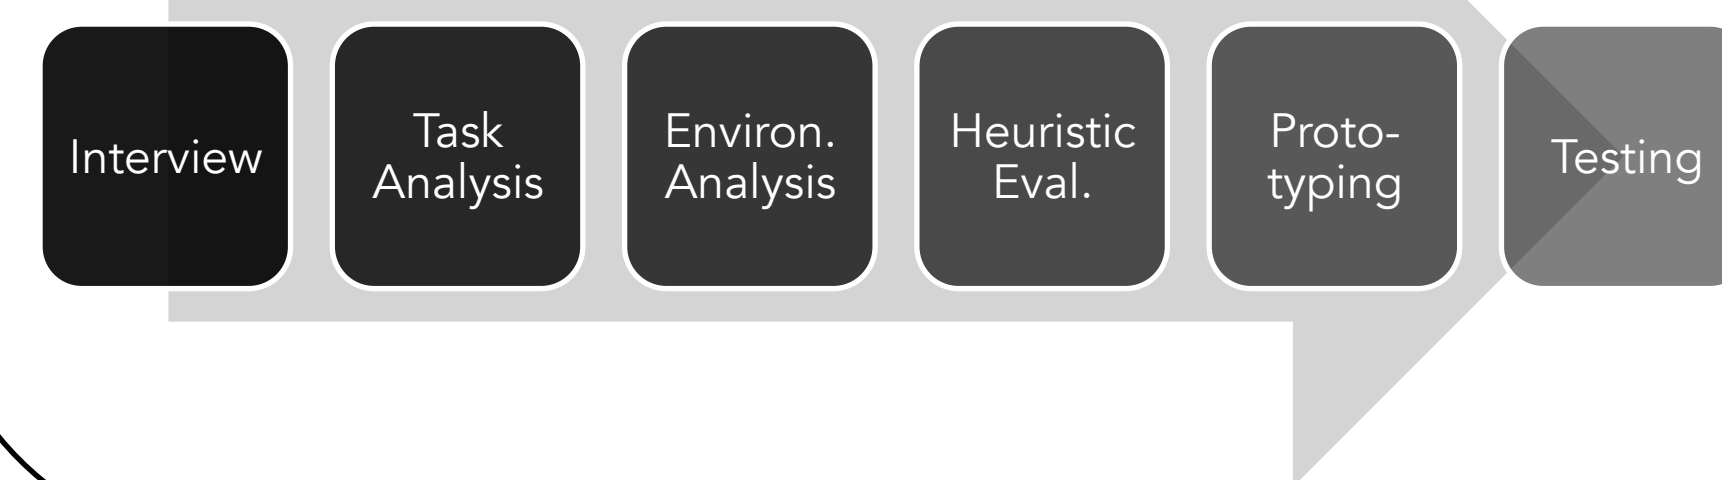 Interview
Task
Analysis
Environ.
Analysis
Heuristic
Eval.
Proto-
typing
Testing